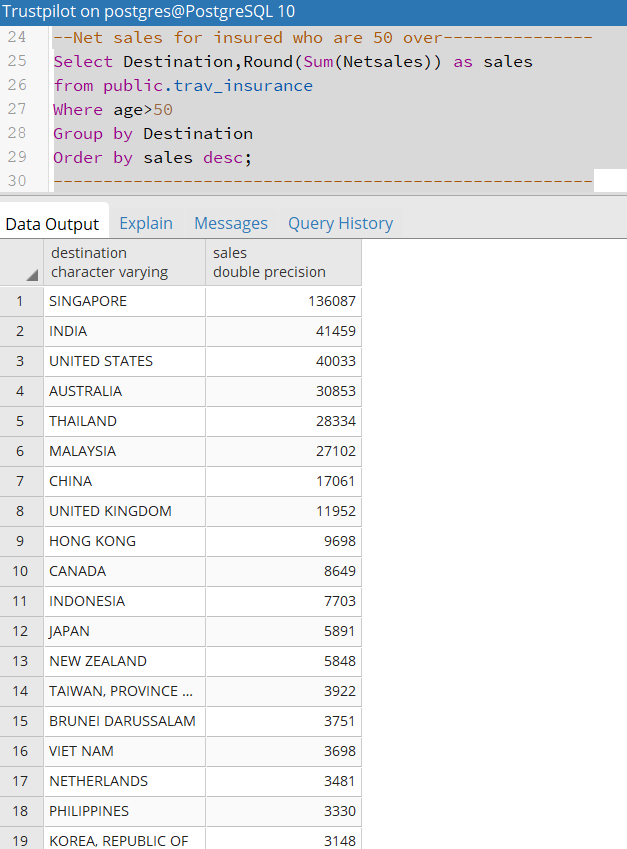 Trustpilot on postgres@PostgreSQL 10
24 --Net sales for insured who are 50 over---------------
25 Select Destination,Round(Sum(Netsales)) as sales
26 from public.trav_insurance
27 Where age>50
28 Group by Destination
29 Order by sales desc;
30 ------------------------------------------------------
Data Output Explain Messages Query History
destination sales
character varying double precision
1 SINGAPORE 136087
2 INDIA 41459
3 UNITED STATES 40033
4 AUSTRALIA 30853
5 THAILAND 28334
6 MALAYSIA 27102
7 CHINA 17061
8 UNITED KINGDOM 11952
9 HONG KONG 9698
10 CANADA 8649
11 INDONESIA 7703
12 JAPAN 5891
13 NEW ZEALAND 5848
14 TAIWAN, PROVINCE ... 3922
15 BRUNEI DARUSSALAM 3751
16 VIET NAM 3698
17 NETHERLANDS 3481
18 PHILIPPINES 3330
19 KOREA, REPUBLIC OF 3148